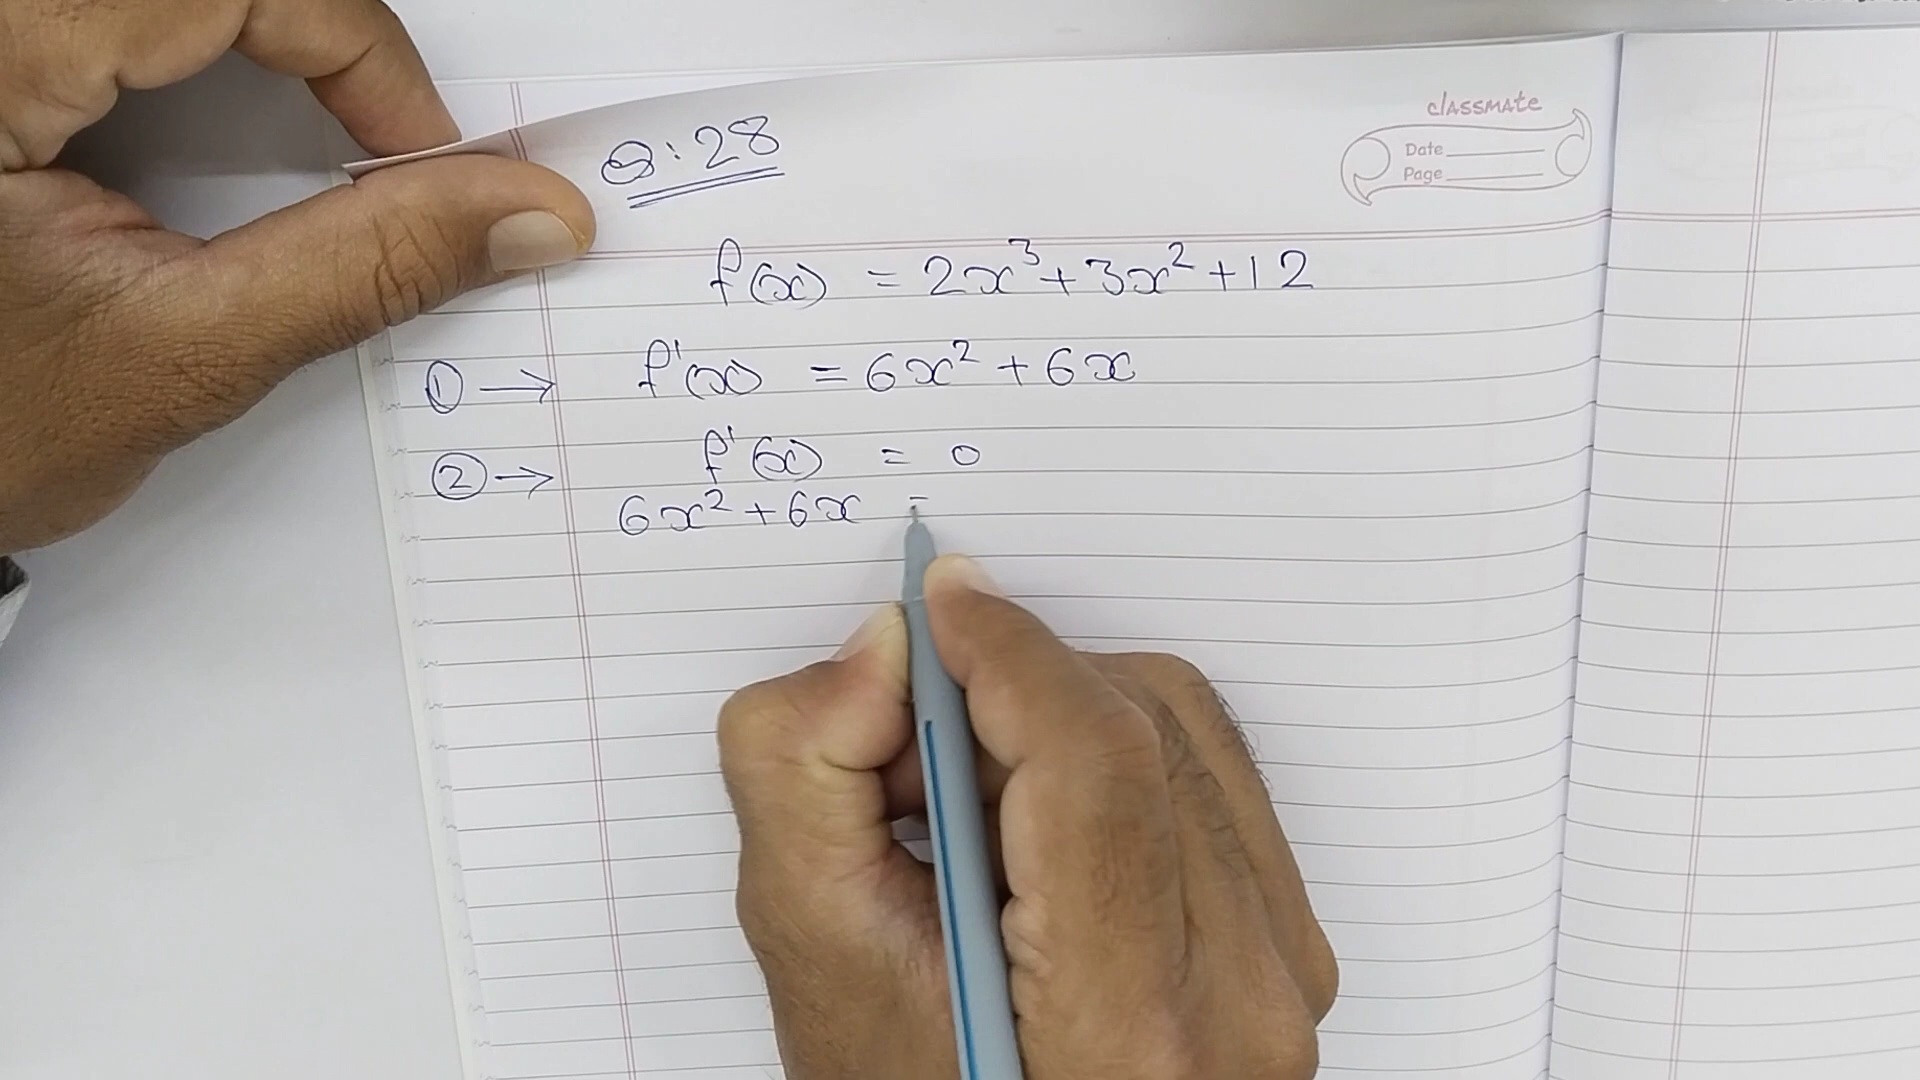 classmate
Date
Page
Q:28
f(x) = 2x³+3x²+12
① → f'(x) = 6x² + 6x
② → f'(x) = 0
6x² + 6x =